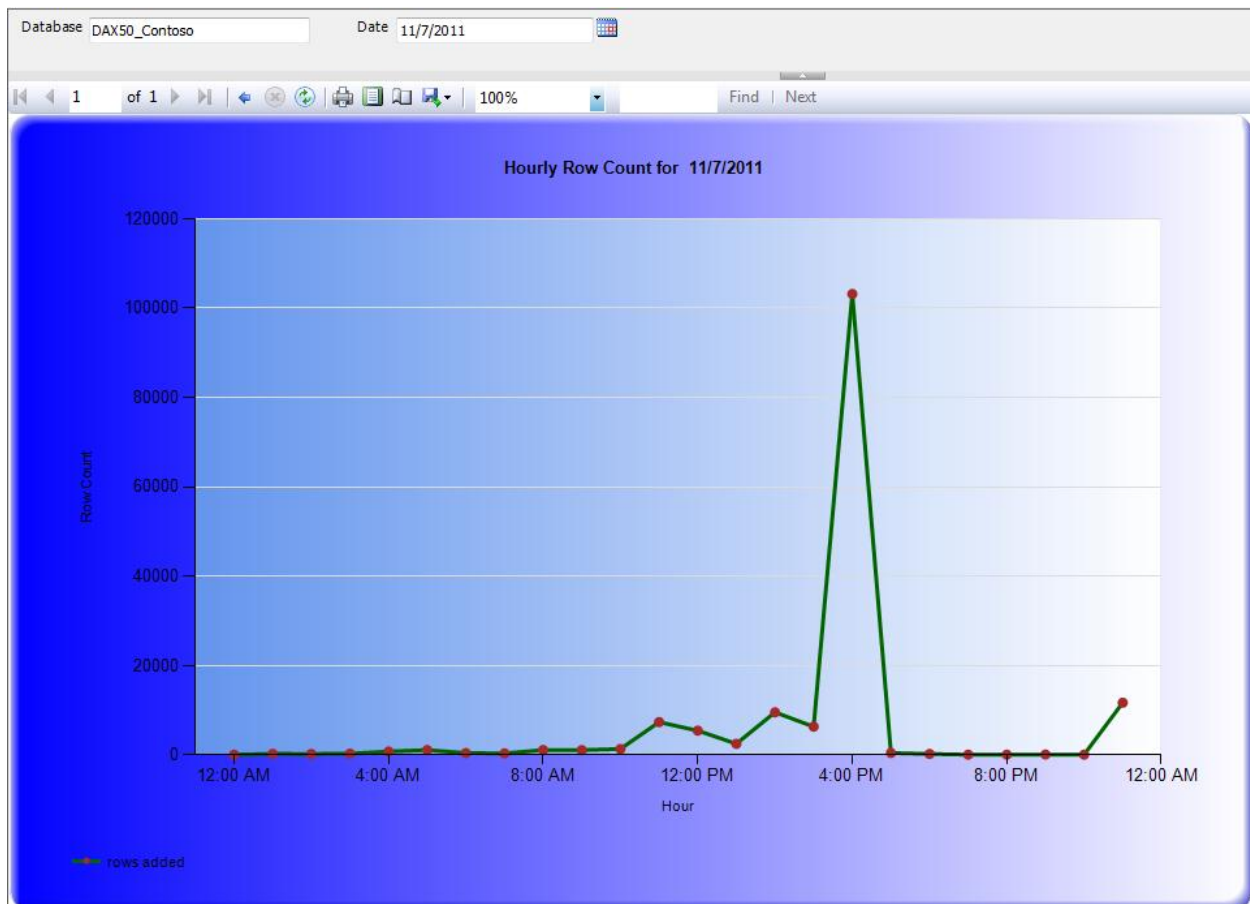 Database DAX50_Contoso Date 11/7/2011
1 of 1 100% Find | Next
Hourly Row Count for 11/7/2011
120000
100000
80000
60000
40000
20000
0
Row Count
12:00 AM 4:00 AM 8:00 AM 12:00 PM 4:00 PM 8:00 PM 12:00 AM
Hour
rows added